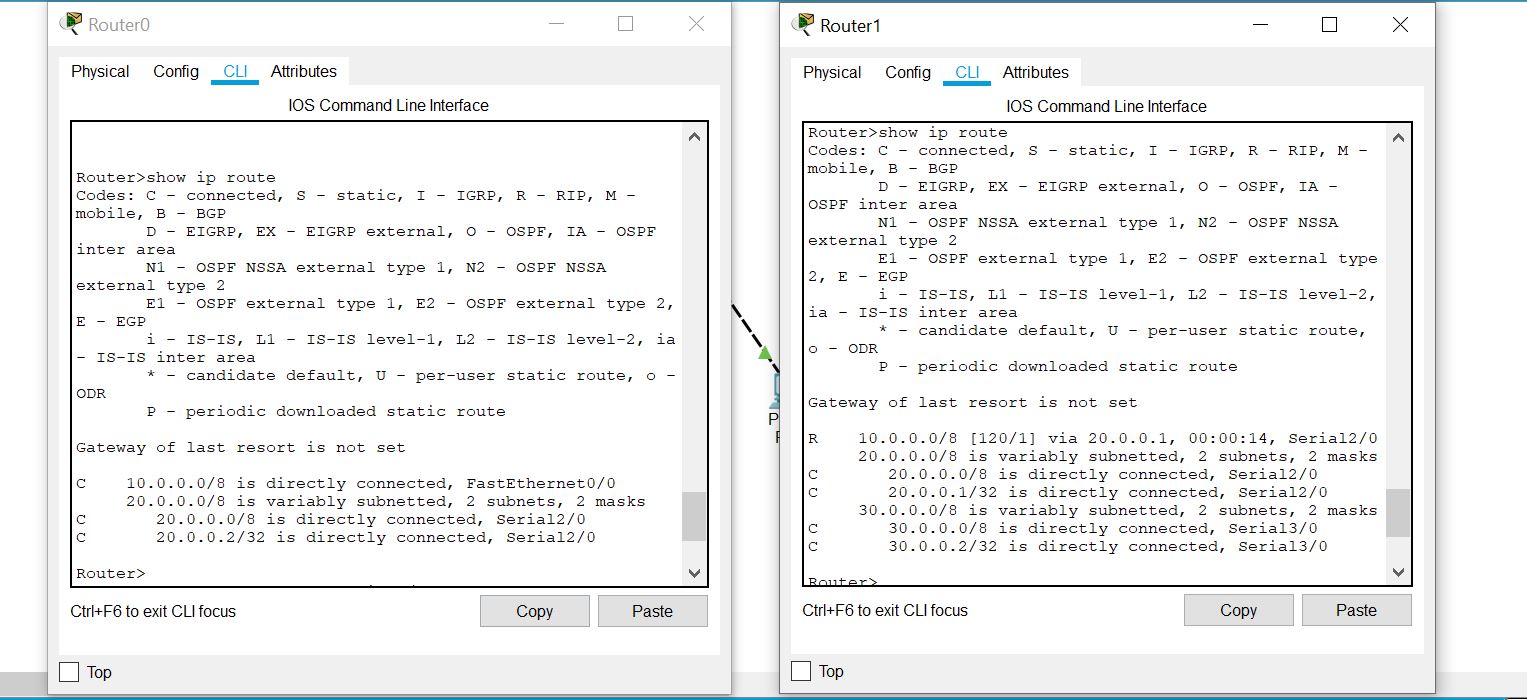 Router0
Physical Config CLI Attributes
IOS Command Line Interface
Router>show ip route
Codes: C - connected, S - static, I - IGRP, R - RIP, M -
mobile, B - BGP
D - EIGRP, EX - EIGRP external, O - OSPF, IA - OSPF
inter area
N1 - OSPF NSSA external type 1, N2 - OSPF NSSA
external type 2
E1 - OSPF external type 1, E2 - OSPF external type 2,
E - EGP
i - IS-IS, L1 - IS-IS level-1, L2 - IS-IS level-2, ia
- IS-IS inter area
* - candidate default, U - per-user static route, o -
ODR
P - periodic downloaded static route
Gateway of last resort is not set
C 10.0.0.0/8 is directly connected, FastEthernet0/0
20.0.0.0/8 is variably subnetted, 2 subnets, 2 masks
C 20.0.0.0/8 is directly connected, Serial2/0
C 20.0.0.2/32 is directly connected, Serial2/0
Router>
Ctrl+F6 to exit CLI focus
Copy
Paste
Top
Router1
Physical Config CLI Attributes
IOS Command Line Interface
Router>show ip route
Codes: C - connected, S - static, I - IGRP, R - RIP, M -
mobile, B - BGP
D - EIGRP, EX - EIGRP external, O - OSPF, IA -
OSPF inter area
N1 - OSPF NSSA external type 1, N2 - OSPF NSSA
external type 2
E1 - OSPF external type 1, E2 - OSPF external type
2, E - EGP
i - IS-IS, L1 - IS-IS level-1, L2 - IS-IS level-2,
ia - IS-IS inter area
* - candidate default, U - per-user static route,
o - ODR
P - periodic downloaded static route
Gateway of last resort is not set
R 10.0.0.0/8 [120/1] via 20.0.0.1, 00:00:14, Serial2/0
20.0.0.0/8 is variably subnetted, 2 subnets, 2 masks
C 20.0.0.0/8 is directly connected, Serial2/0
C 20.0.0.1/32 is directly connected, Serial2/0
30.0.0.0/8 is variably subnetted, 2 subnets, 2 masks
C 30.0.0.0/8 is directly connected, Serial3/0
C 30.0.0.2/32 is directly connected, Serial3/0
Router>
Ctrl+F6 to exit CLI focus
Copy
Paste
Top